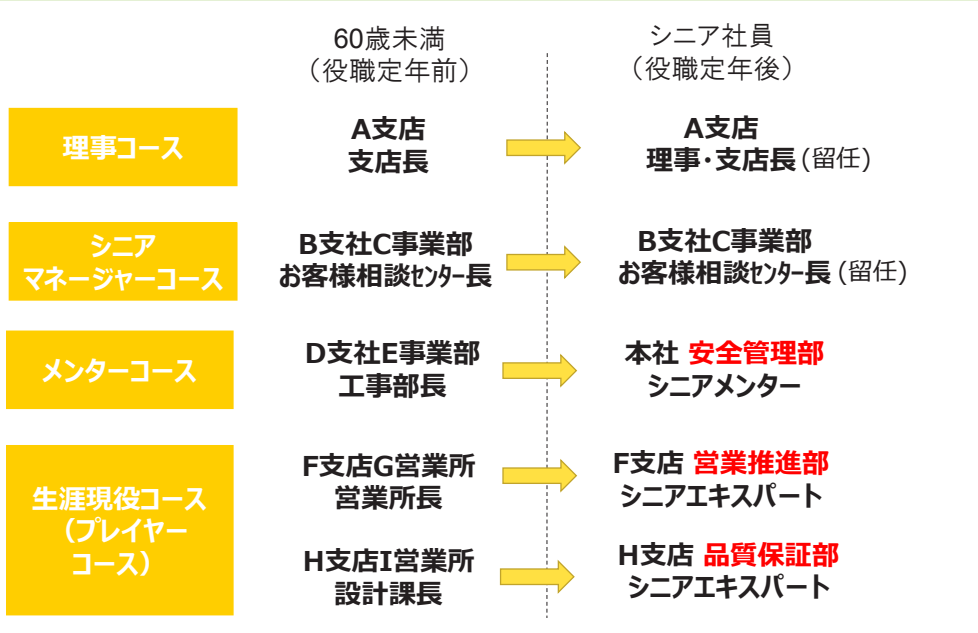 60歳未満
（役職定年前）
シニア社員
（役職定年後）
理事コース
A支店
支店長
A支店
理事・支店長 (留任)
シニア
マネージャーコース
B支社C事業部
お客様相談ｾﾝﾀｰ長
B支社C事業部
お客様相談ｾﾝﾀｰ長 (留任)
メンターコース
D支社E事業部
工事部長
本社 安全管理部
シニアメンター
生涯現役コース
（プレイヤー
コース）
F支店G営業所
営業所長
F支店 営業推進部
シニアエキスパート
H支店I営業所
設計課長
H支店 品質保証部
シニアエキスパート